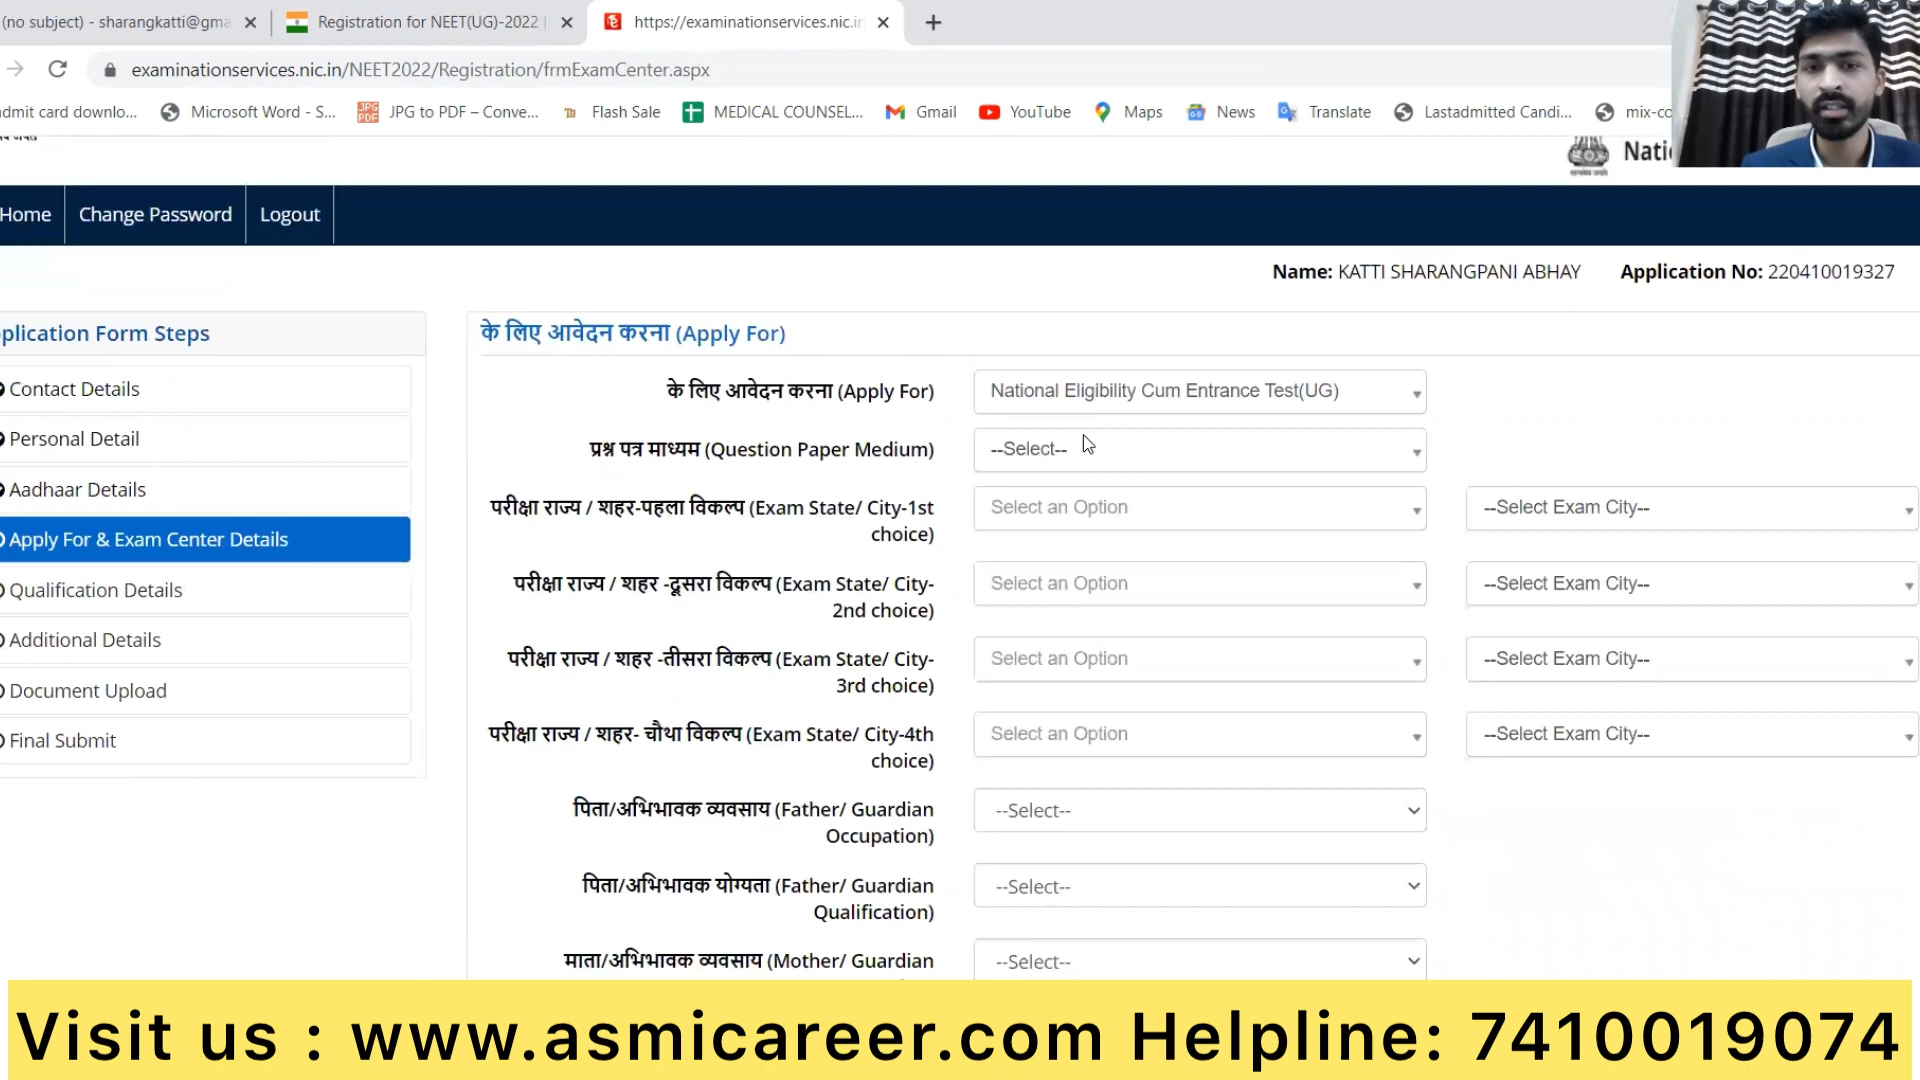 (no subject) - sharangkatti@gma
Registration for NEET(UG)-2022
https://examinationservices.nic.in
examinationservices.nic.in/NEET2022/Registration/frmExamCenter.aspx
admit card downlo...
Microsoft Word - S...
JPG to PDF – Conve...
Flash Sale
MEDICAL COUNSEL...
Gmail
YouTube
Maps
News
Translate
Lastadmitted Candi...
mix-co
Nati
Home
Change Password
Logout
Name: KATTI SHARANGPANI ABHAY
Application No: 220410019327
plication Form Steps
Contact Details
Personal Detail
Aadhaar Details
Apply For & Exam Center Details
Qualification Details
Additional Details
Document Upload
Final Submit
के लिए आवेदन करना (Apply For)
के लिए आवेदन करना (Apply For)
National Eligibility Cum Entrance Test(UG)
प्रश्न पत्र माध्यम (Question Paper Medium)
--Select--
परीक्षा राज्य / शहर-पहला विकल्प (Exam State/ City-1st
choice)
Select an Option
--Select Exam City--
परीक्षा राज्य / शहर -दूसरा विकल्प (Exam State/ City-
2nd choice)
Select an Option
--Select Exam City--
परीक्षा राज्य / शहर -तीसरा विकल्प (Exam State/ City-
3rd choice)
Select an Option
--Select Exam City--
परीक्षा राज्य / शहर- चौथा विकल्प (Exam State/ City-4th
choice)
Select an Option
--Select Exam City--
पिता/अभिभावक व्यवसाय (Father/ Guardian
Occupation)
--Select--
पिता/अभिभावक योग्यता (Father/ Guardian
Qualification)
--Select--
माता/अभिभावक व्यवसाय (Mother/ Guardian
--Select--
Visit us : www.asmicareer.com Helpline: 7410019074